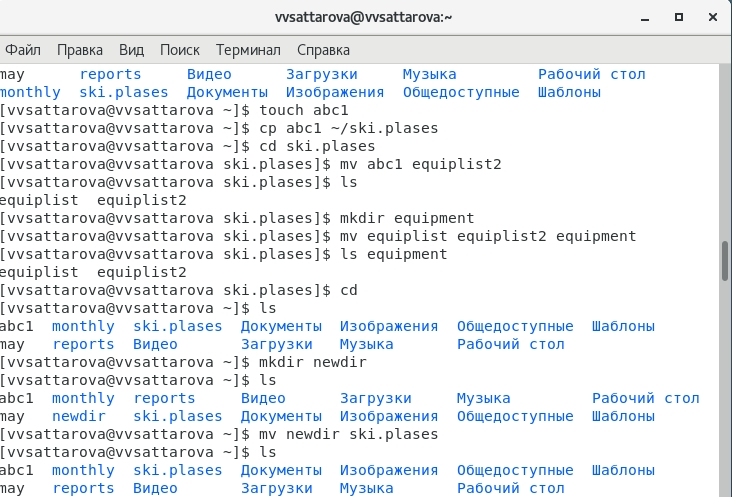 vvsattarova@vvsattarova:~
Файл Правка Вид Поиск Терминал Справка
may reports Видео Загрузки Музыка Рабочий стол
monthly ski.plases Документы Изображения Общедоступные Шаблоны
[vvsattarova@vvsattarova ~]$ touch abc1
[vvsattarova@vvsattarova ~]$ cp abc1 ~/ski.plases
[vvsattarova@vvsattarova ~]$ cd ski.plases
[vvsattarova@vvsattarova ski.plases]$ mv abc1 equiplist2
[vvsattarova@vvsattarova ski.plases]$ ls
equiplist equiplist2
[vvsattarova@vvsattarova ski.plases]$ mkdir equipment
[vvsattarova@vvsattarova ski.plases]$ mv equiplist equiplist2 equipment
[vvsattarova@vvsattarova ski.plases]$ ls equipment
equiplist equiplist2
[vvsattarova@vvsattarova ski.plases]$ cd
[vvsattarova@vvsattarova ~]$ ls
abc1 monthly ski.plases Документы Изображения Общедоступные Шаблоны
may reports Видео Загрузки Музыка Рабочий стол
[vvsattarova@vvsattarova ~]$ mkdir newdir
[vvsattarova@vvsattarova ~]$ ls
abc1 monthly reports Видео Загрузки Музыка Рабочий стол
may newdir ski.plases Документы Изображения Общедоступные Шаблоны
[vvsattarova@vvsattarova ~]$ mv newdir ski.plases
[vvsattarova@vvsattarova ~]$ ls
abc1 monthly ski.plases Документы Изображения Общедоступные Шаблоны
may reports Видео Загрузки Музыка Рабочий стол